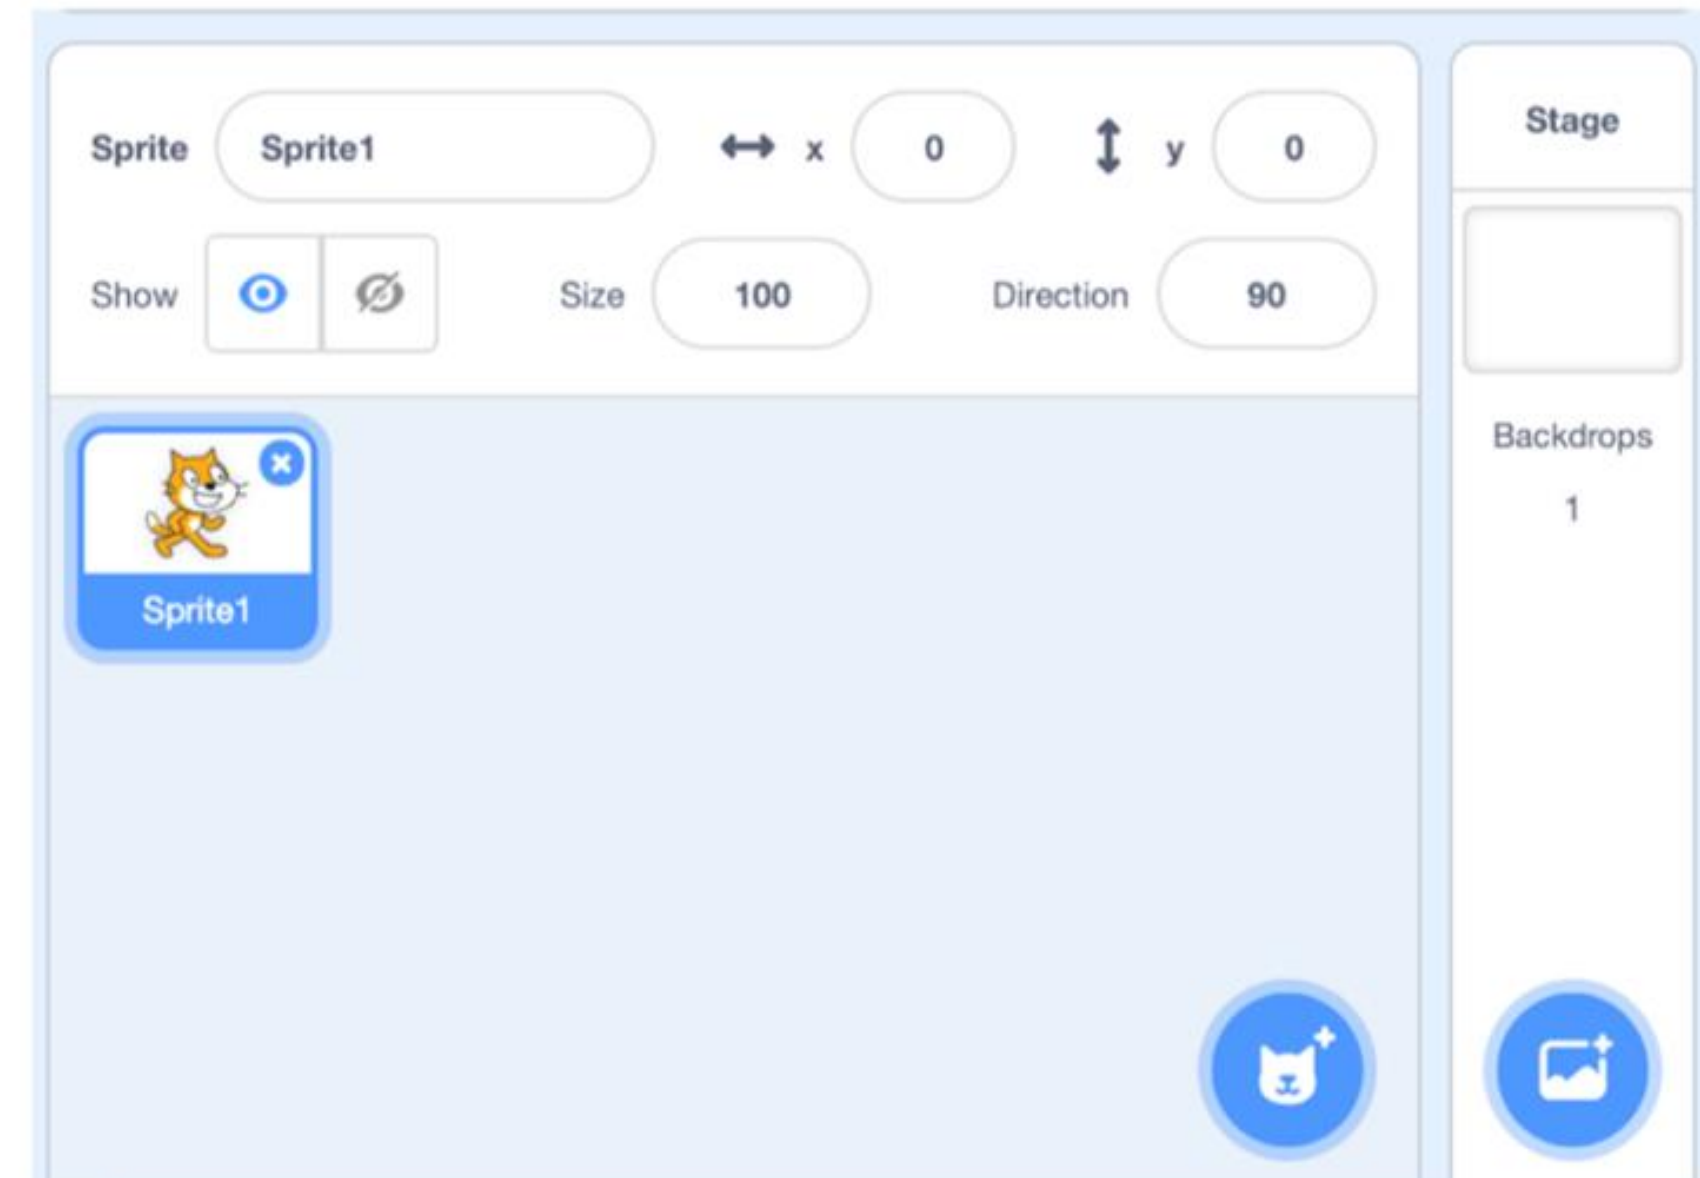 Sprite Sprite1 x 0 y 0
Show Size 100 Direction 90
Sprite1
Stage
Backdrops
1